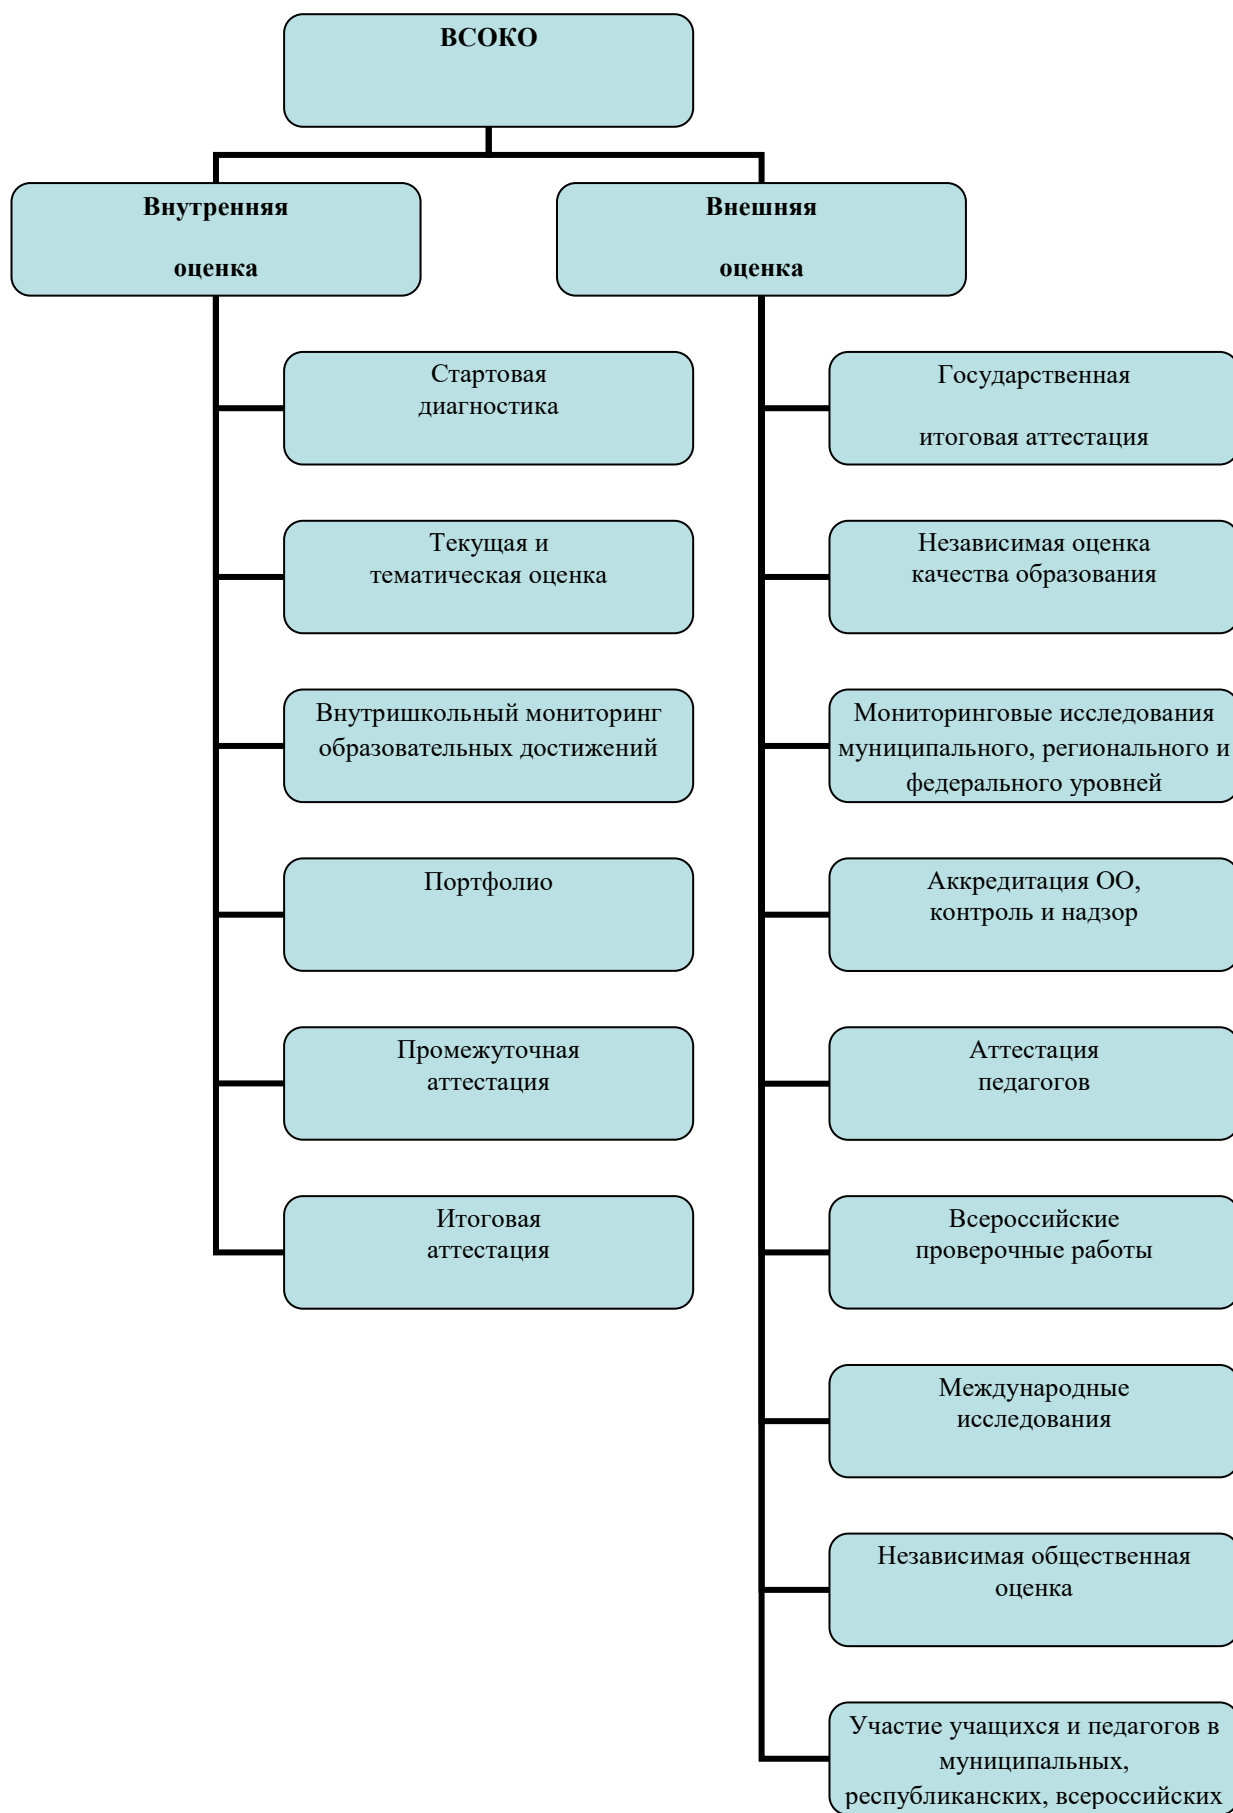 ВСОКО
Внутренняя
оценка
Внешняя
оценка
Стартовая
диагностика
Текущая и
тематическая оценка
Внутришкольный мониторинг
образовательных достижений
Портфолио
Промежуточная
аттестация
Итоговая
аттестация
Государственная
итоговая аттестация
Независимая оценка
качества образования
Мониторинговые исследования
муниципального, регионального и
федерального уровней
Аккредитация ОО,
контроль и надзор
Аттестация
педагогов
Всероссийские
проверочные работы
Международные
исследования
Независимая общественная
оценка
Участие учащихся и педагогов в
муниципальных,
республиканских, всероссийских